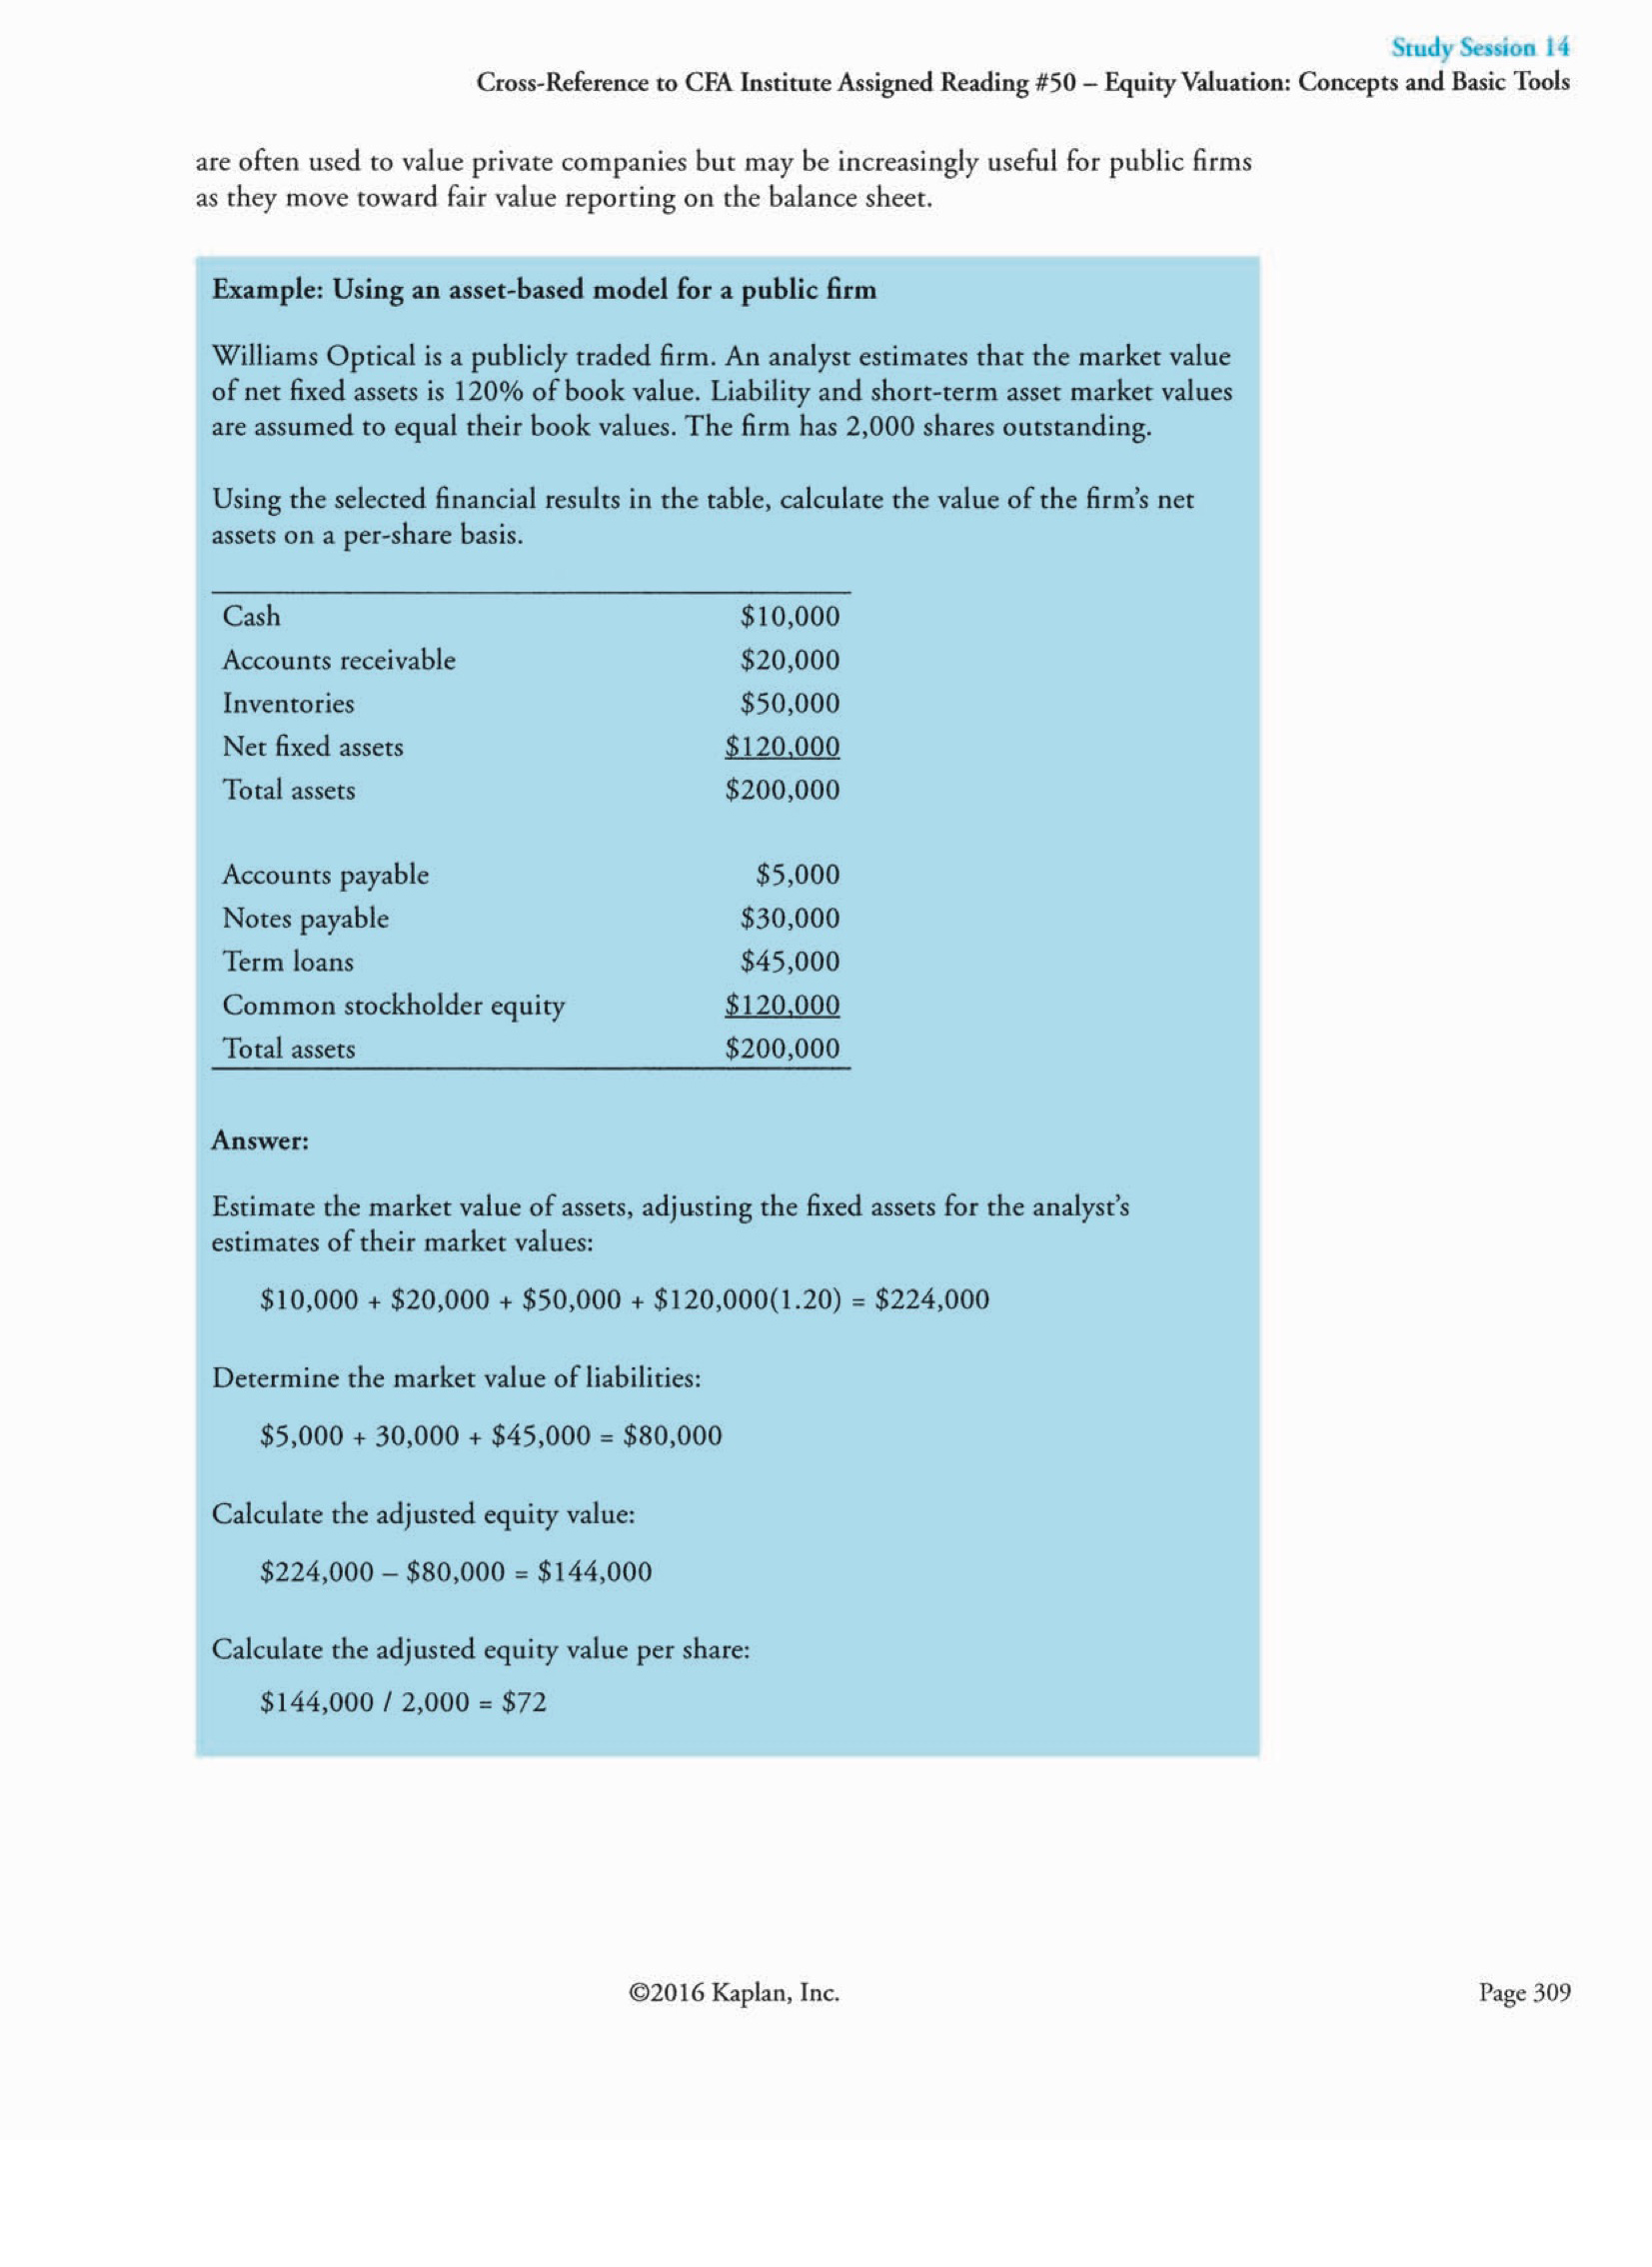 Study Session 14
Cross-Reference to CFA Institute Assigned Reading #50 – Equity Valuation: Concepts and Basic Tools
are often used to value private companies but may be increasingly useful for public firms
as they move toward fair value reporting on the balance sheet.
Example: Using an asset-based model for a public firm
Williams Optical is a publicly traded firm. An analyst estimates that the market value
of net fixed assets is 120% of book value. Liability and short-term asset market values
are assumed to equal their book values. The firm has 2,000 shares outstanding.
Using the selected financial results in the table, calculate the value of the firm's net
assets on a per-share basis.
Cash $10,000
Accounts receivable $20,000
Inventories $50,000
Net fixed assets $120,000
Total assets $200,000
Accounts payable $5,000
Notes payable $30,000
Term loans $45,000
Common stockholder equity $120,000
Total assets $200,000
Answer:
Estimate the market value of assets, adjusting the fixed assets for the analyst's
estimates of their market values:
$10,000 + $20,000 + $50,000 + $120,000(1.20) = $224,000
Determine the market value of liabilities:
$5,000 + 30,000 + $45,000 = $80,000
Calculate the adjusted equity value:
$224,000 – $80,000 = $144,000
Calculate the adjusted equity value per share:
$144,000 / 2,000 = $72
©2016 Kaplan, Inc.
Page 309